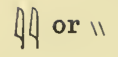 𓇌 or 𓏭